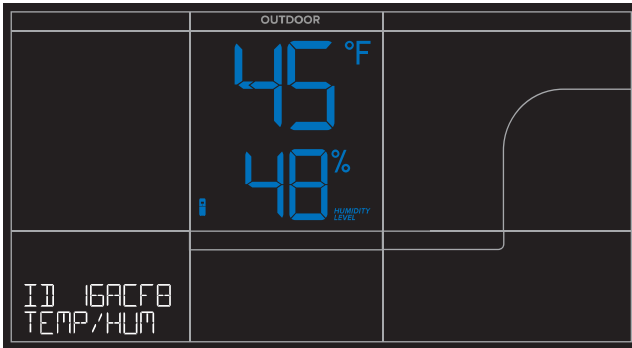 OUTDOOR
45 °F
48 %
HUMIDITY
LEVEL
ID 16ACF8
TEMP/HUM